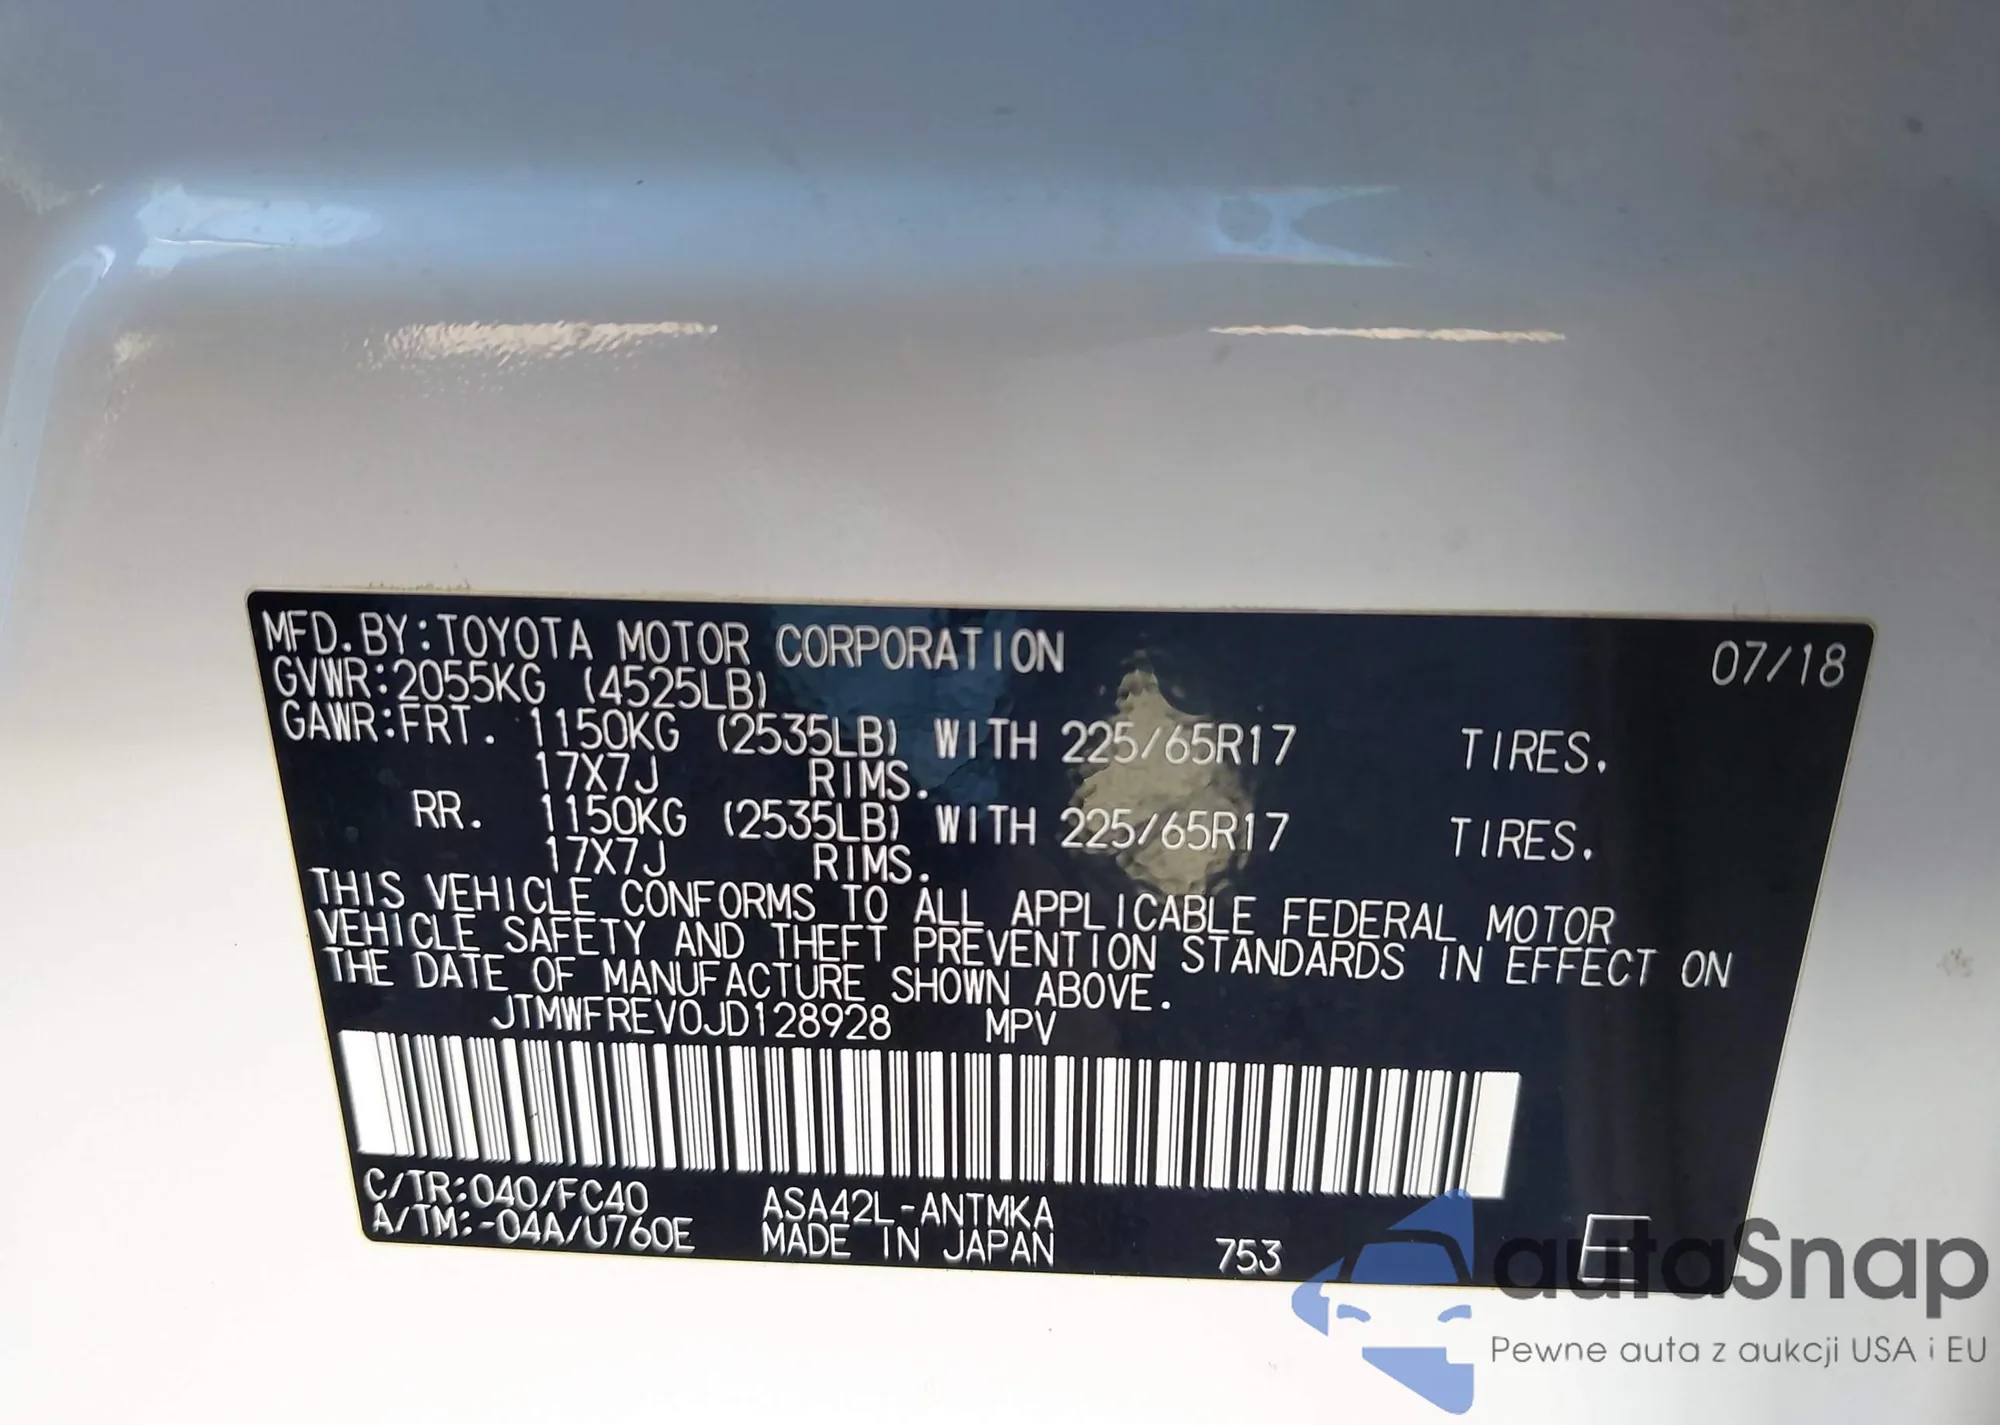 MFD. BY:TOYOTA MOTOR CORPORATION 07/18
GVWR:2055KG (4525LB)
GAWR:FRT. 1150KG (2535LB) WITH 225/65R17 TIRES.
17X7J RIMS.
RR. 1150KG (2535LB) WITH 225/65R17 TIRES.
17X7J RIMS.
THIS VEHICLE CONFORMS TO ALL APPLICABLE FEDERAL MOTOR
VEHICLE SAFETY AND THEFT PREVENTION STANDARDS IN EFFECT ON
THE DATE OF MANUFACTURE SHOWN ABOVE.
JTMWFREV0JD128928 MPV
C/TR:040/FC40 ASA42L-ANTMKA
A/TM:-04A/U760E MADE IN JAPAN 753 E
autaSnap
Pewne auta z aukcji USA i EU